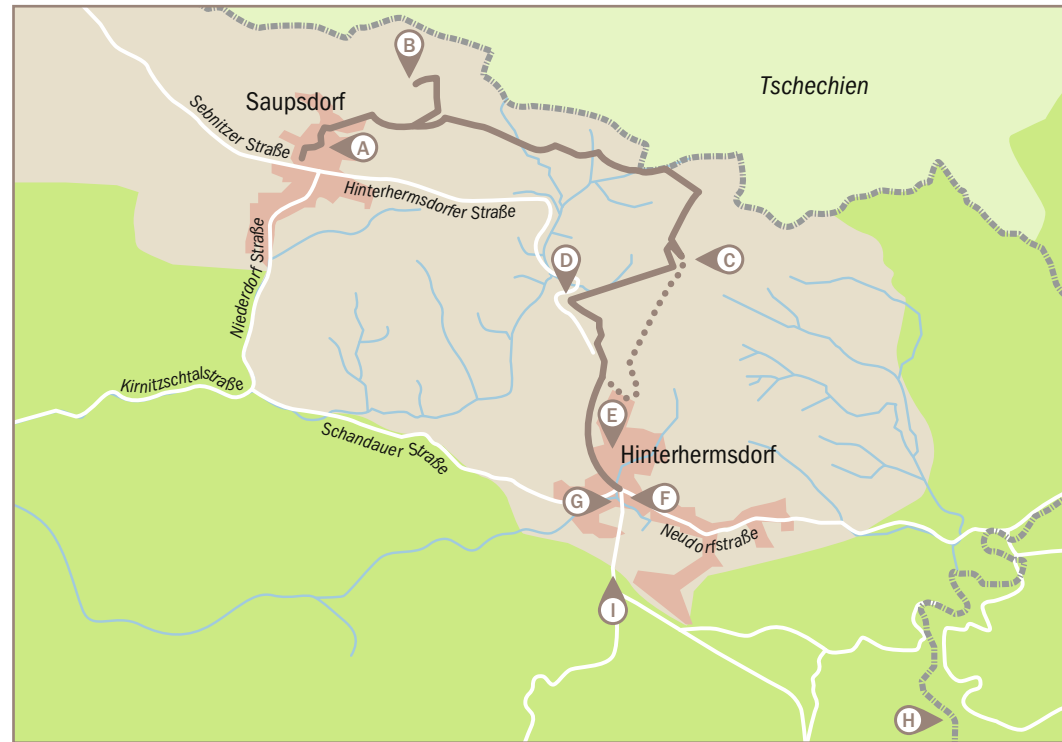 B
Tschechien
Saupsdorf
A
Sebnitzer Straße
Hinterhermsdorfer Straße
Niederdorf Straße
D
C
Kirnitzschtalstraße
E
Schandauer Straße
Hinterhermsdorf
G
F
Neudorfstraße
I
H